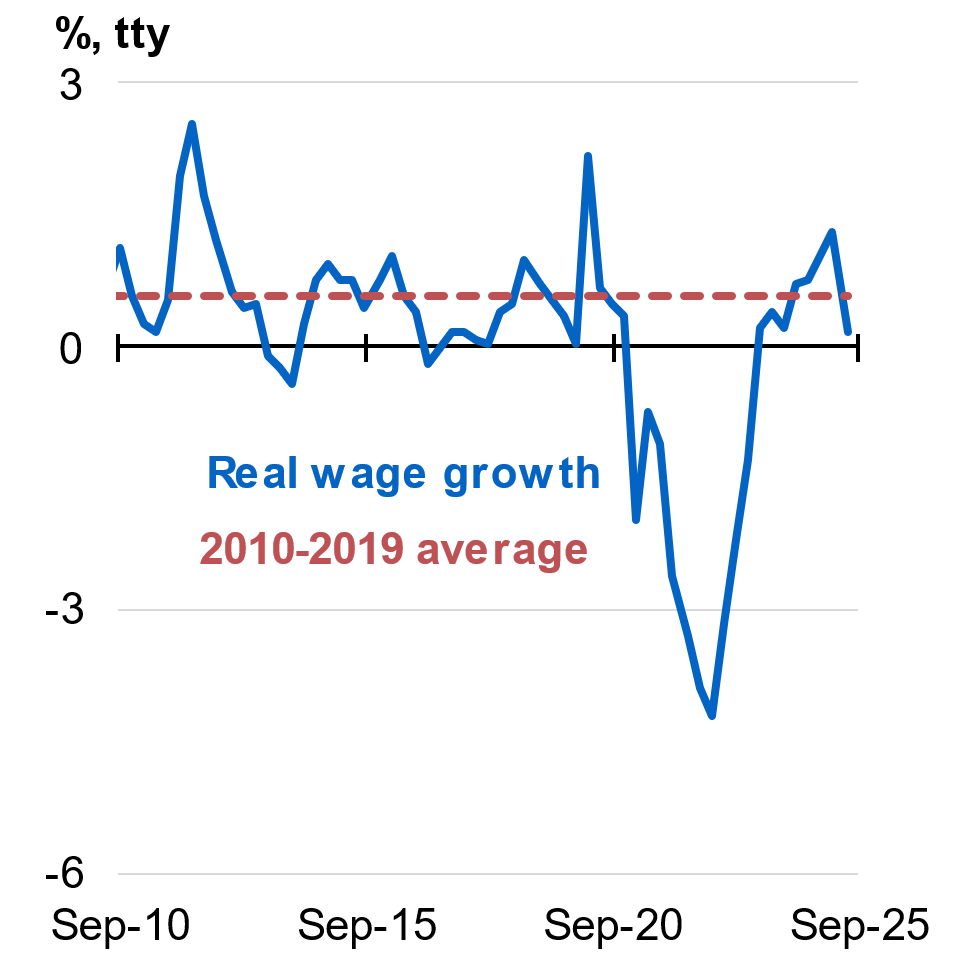 %, tty
3
0
Real wage growth
2010-2019 average
-3
-6
Sep-10 Sep-15 Sep-20 Sep-25